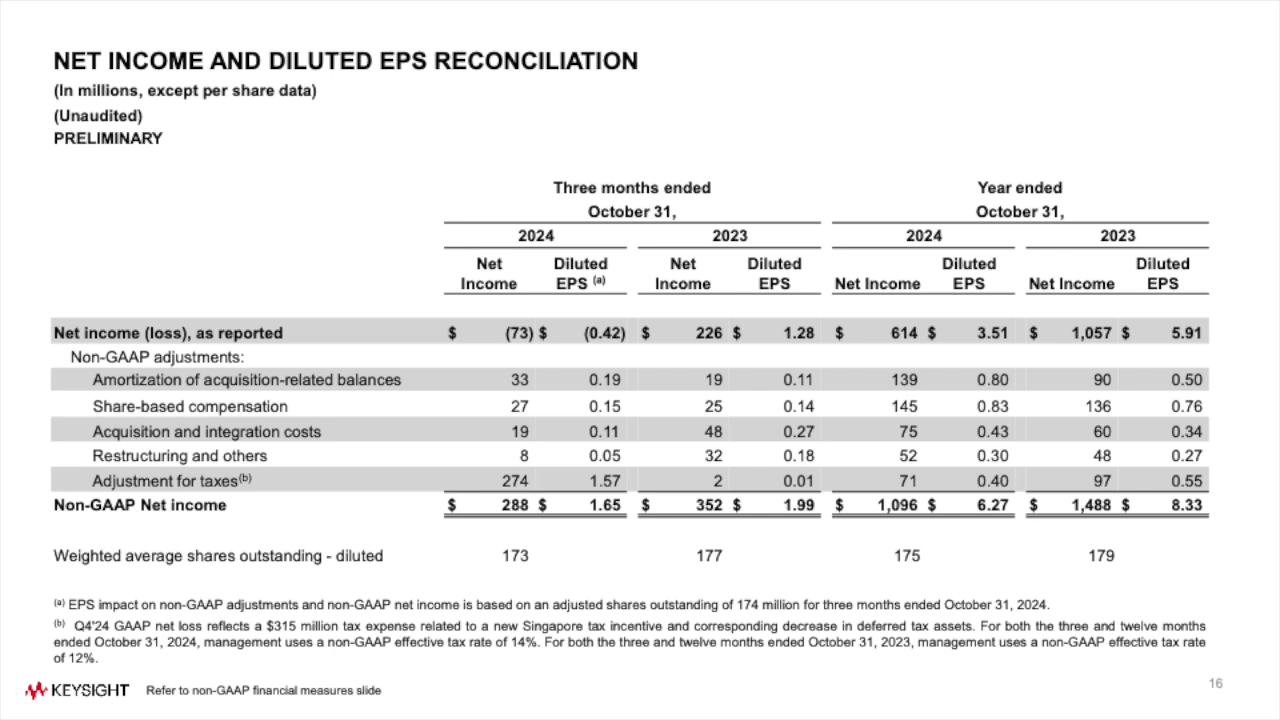 NET INCOME AND DILUTED EPS RECONCILIATION
(In millions, except per share data)
(Unaudited)
PRELIMINARY
Three months ended Year ended
October 31, October 31,
2024 2023 2024 2023
Net Diluted Net Diluted Diluted Diluted
Income EPS (a) Income EPS Net Income EPS Net Income EPS
Net income (loss), as reported $ (73) $ (0.42) $ 226 $ 1.28 $ 614 $ 3.51 $ 1,057 $ 5.91
Non-GAAP adjustments:
Amortization of acquisition-related balances 33 0.19 19 0.11 139 0.80 90 0.50
Share-based compensation 27 0.15 25 0.14 145 0.83 136 0.76
Acquisition and integration costs 19 0.11 48 0.27 75 0.43 60 0.34
Restructuring and others 8 0.05 32 0.18 52 0.30 48 0.27
Adjustment for taxes(b) 274 1.57 2 0.01 71 0.40 97 0.55
Non-GAAP Net income $ 288 $ 1.65 $ 352 $ 1.99 $ 1,096 $ 6.27 $ 1,488 $ 8.33
Weighted average shares outstanding - diluted 173 177 175 179
(a) EPS impact on non-GAAP adjustments and non-GAAP net income is based on an adjusted shares outstanding of 174 million for three months ended October 31, 2024.
(b) Q4'24 GAAP net loss reflects a $315 million tax expense related to a new Singapore tax incentive and corresponding decrease in deferred tax assets. For both the three and twelve months
ended October 31, 2024, management uses a non-GAAP effective tax rate of 14%. For both the three and twelve months ended October 31, 2023, management uses a non-GAAP effective tax rate
of 12%.
KEYSIGHT Refer to non-GAAP financial measures slide
16